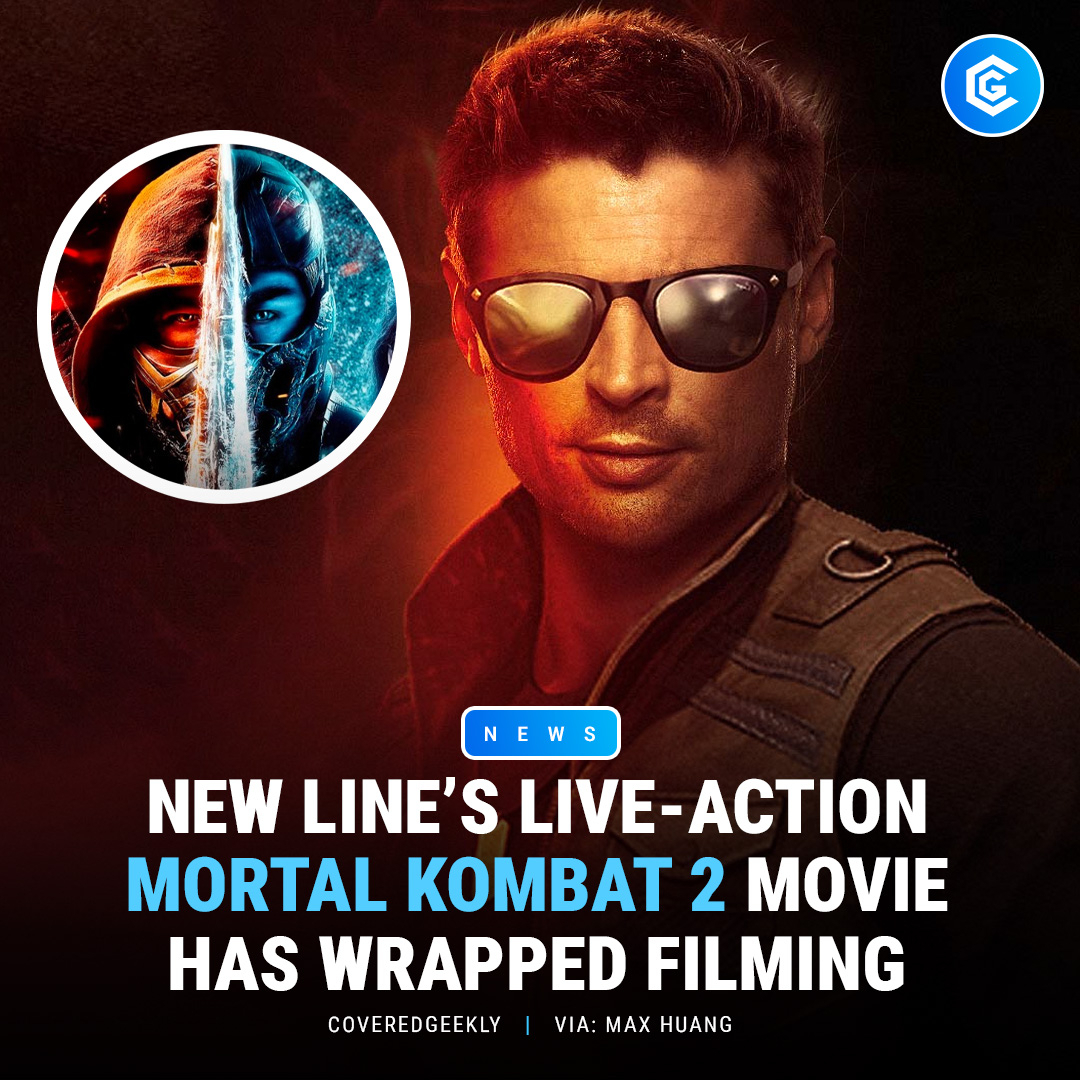 NEWS
NEW LINE’S LIVE-ACTION
MORTAL KOMBAT 2 MOVIE
HAS WRAPPED FILMING
COVEREDGEEKLY | VIA: MAX HUANG